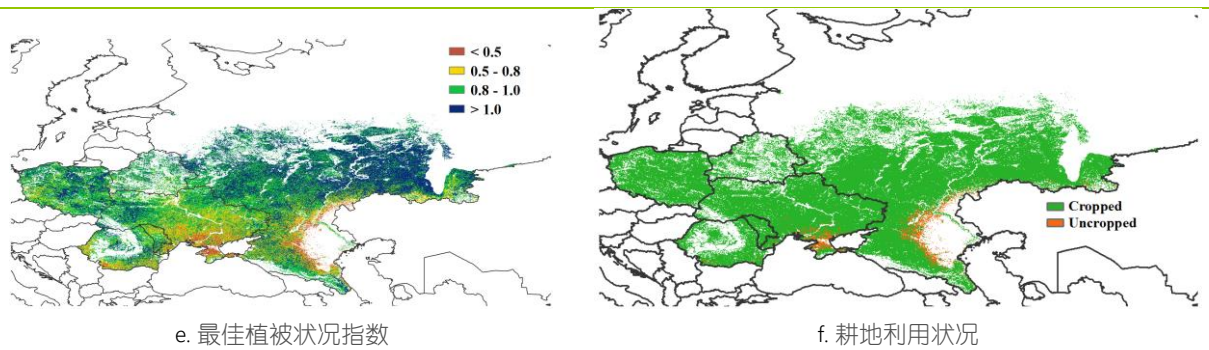 < 0.5
0.5 - 0.8
0.8 - 1.0
> 1.0
Cropped
Uncropped
e. 最佳植被状况指数
f. 耕地利用状况